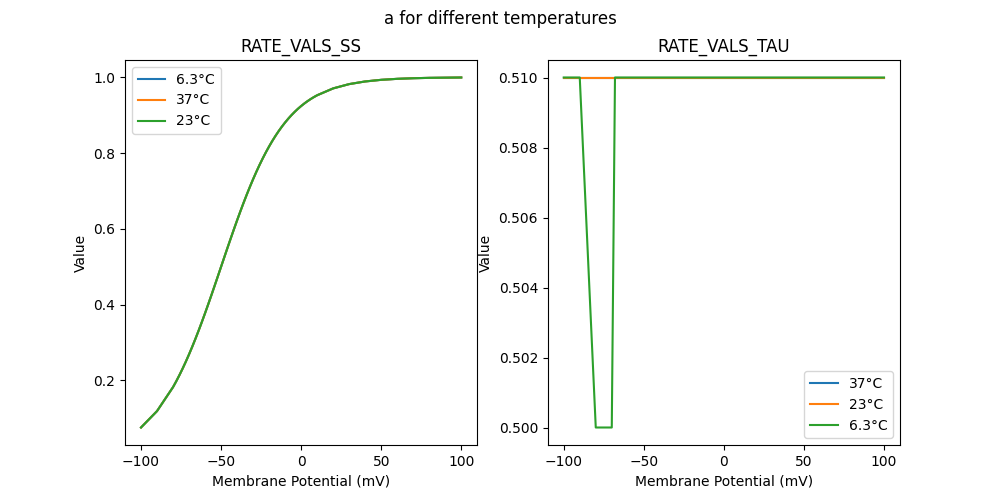 a for different temperatures
RATE_VALS_SS
1.0
0.8
0.6
0.4
0.2
Value
−100
−50
0
50
100
Membrane Potential (mV)
6.3°C
37°C
23°C
RATE_VALS_TAU
0.510
0.508
0.506
0.504
0.502
0.500
Value
−100
−50
0
50
100
Membrane Potential (mV)
37°C
23°C
6.3°C